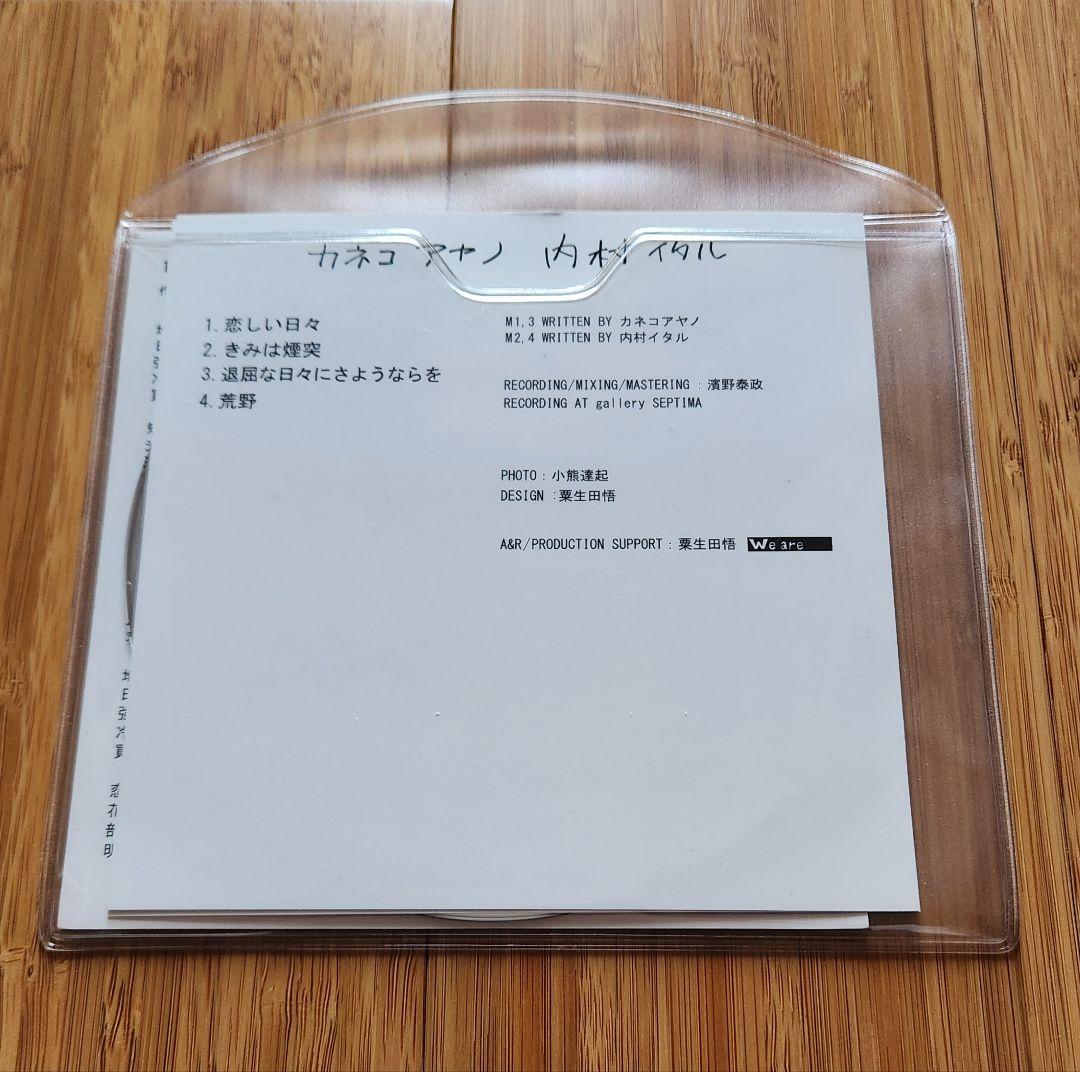 カネコアヤノ 内村イタル
1. 恋しい日々
2. きみは煙突
3. 退屈な日々にさようならを
4. 荒野
M1,3 WRITTEN BY カネコアヤノ
M2,4 WRITTEN BY 内村イタル
RECORDING/MIXING/MASTERING : 濱野泰政
RECORDING AT gallery SEPTIMA
PHOTO : 小熊達起
DESIGN : 粟生田悟
A&R/PRODUCTION SUPPORT : 粟生田悟 We are